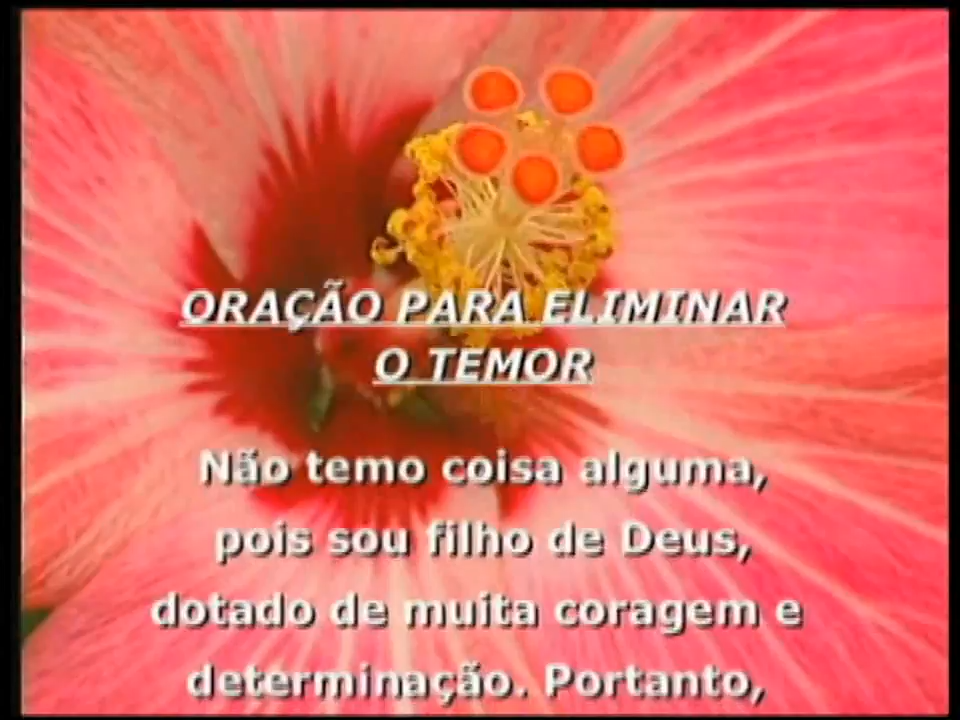 ORAÇÃO PARA ELIMINAR
O TEMOR
Não temo coisa alguma,
pois sou filho de Deus,
dotado de muita coragem e
determinação. Portanto,